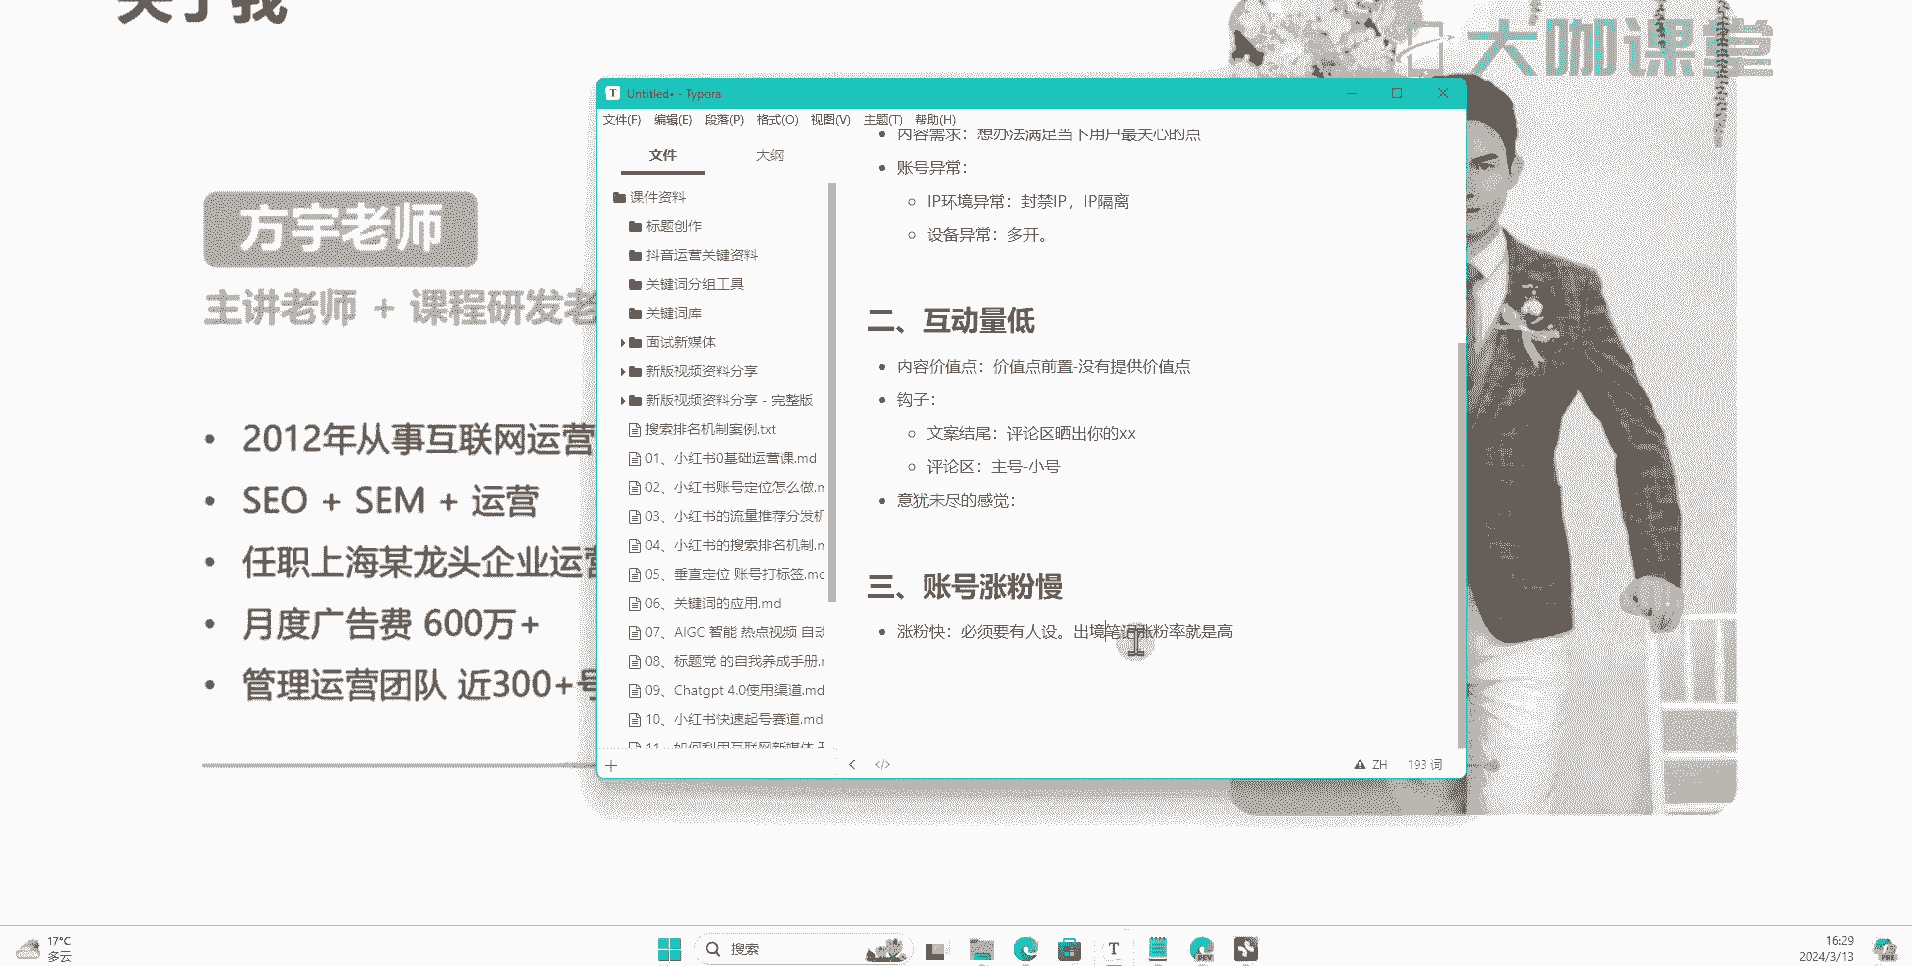 关于我
大咖课堂
方宇老师
主讲老师 + 课程研发老
2012年从事互联网运营
SEO + SEM + 运营
任职上海某龙头企业运营
月度广告费 600万+
管理运营团队 近300+号
Untitled• - Typora
文件(F) 编辑(E) 段落(P) 格式(O) 视图(V) 主题(T) 帮助(H)
文件 大纲
课件资料
标题创作
抖音运营关键资料
关键词分组工具
关键词库
面试新媒体
新版视频资料分享
新版视频资料分享 - 完整版
搜索排名机制案例.txt
01、小红书0基础运营课.md
02、小红书账号定位怎么做.m
03、小红书的流量推荐分发机
04、小红书的搜索排名机制.m
05、垂直定位 账号打标签.mc
06、关键词的应用.md
07、AIGC 智能 热点视频 自动
08、标题党 的自我养成手册.m
09、Chatgpt 4.0使用渠道.md
10、小红书快速起号赛道.md
11、如何利用互联网新媒体
内容需求：想办法满足当下用户最关心的点
账号异常：
IP环境异常：封禁IP，IP隔离
设备异常：多开。
二、互动量低
内容价值点：价值点前置-没有提供价值点
钩子：
文案结尾：评论区晒出你的xx
评论区：主号-小号
意犹未尽的感觉：
三、账号涨粉慢
涨粉快：必须要有人设。出境笔记涨粉率就是高
ZH 193 词
17°C
多云
搜索
T
DEV
16:29
2024/3/13
PRE